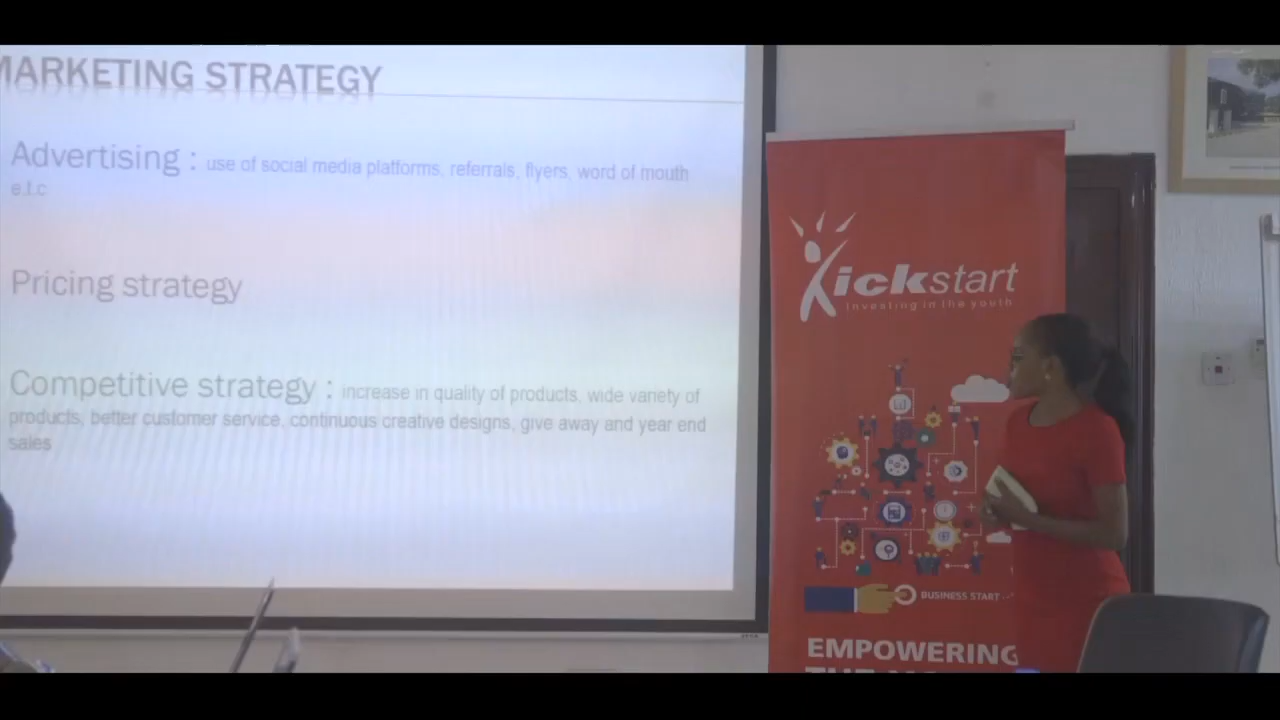 MARKETING STRATEGY
Advertising : use of social media platforms, referrals, flyers, word of mouth
e.t.c
Pricing strategy
Competitive strategy : increase in quality of products, wide variety of
products, better customer service, continuous creative designs, give away and year end
sales
Kickstart
Investing in the youth
BUSINESS START
EMPOWERING